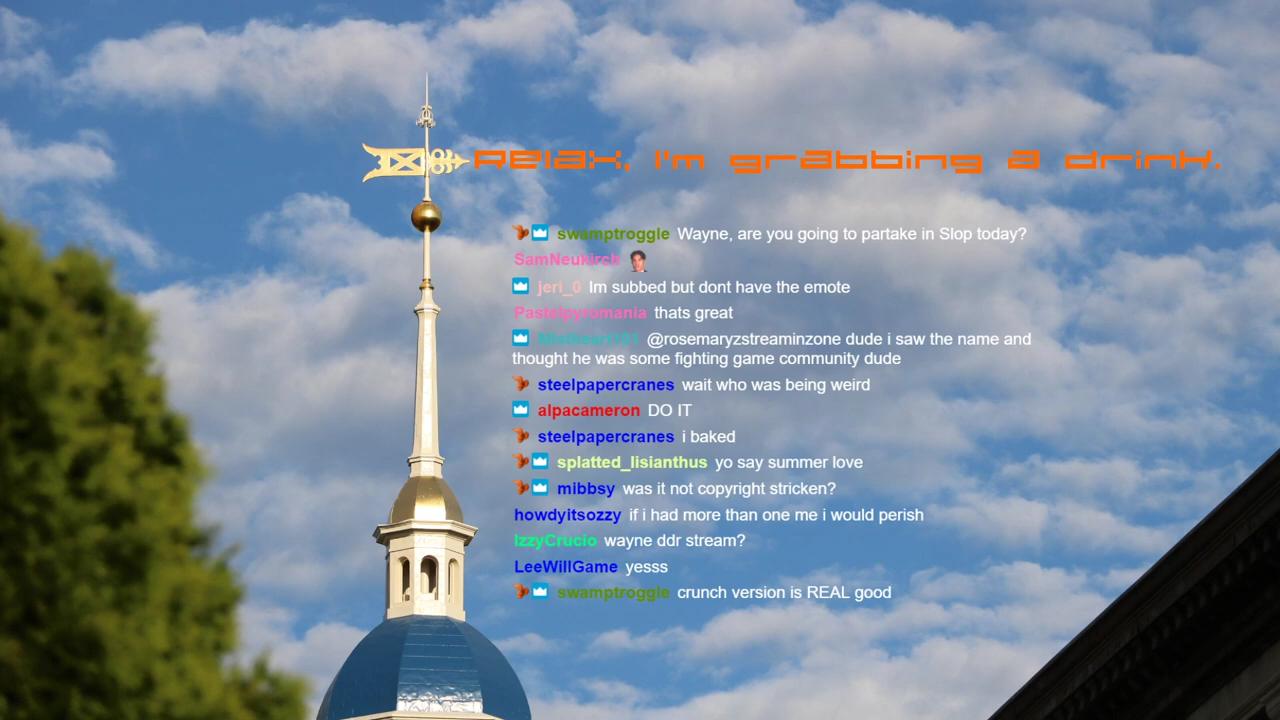 Relax, I'm grabbing a drink.
swamptroggle Wayne, are you going to partake in Slop today?
SamNeukirch
jeri_0 Im subbed but dont have the emote
Pastelpyromania thats great
@rosemaryzstreaminzone dude i saw the name and
thought he was some fighting game community dude
steelpapercranes wait who was being weird
alpacameron DO IT
steelpapercranes i baked
splatted_lisianthus yo say summer love
mibbsy was it not copyright stricken?
howdyitsozzy if i had more than one me i would perish
IzzyCrucio wayne ddr stream?
LeeWillGame yesss
swamptroggle crunch version is REAL good